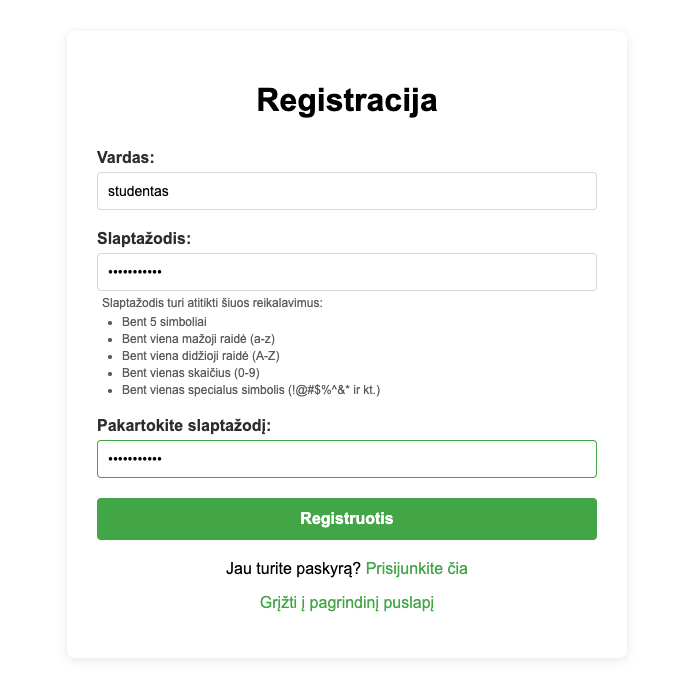 Registracija
Vardas:
studentas
Slaptažodis:
•••••••••••
Slaptažodis turi atitikti šiuos reikalavimus:
• Bent 5 simboliai
• Bent viena mažoji raidė (a-z)
• Bent viena didžioji raidė (A-Z)
• Bent vienas skaičius (0-9)
• Bent vienas specialus simbolis (!@#$%^&* ir kt.)
Pakartokite slaptažodį:
•••••••••••
Registruotis
Jau turite paskyrą? Prisijunkite čia
Grįžti į pagrindinį puslapį